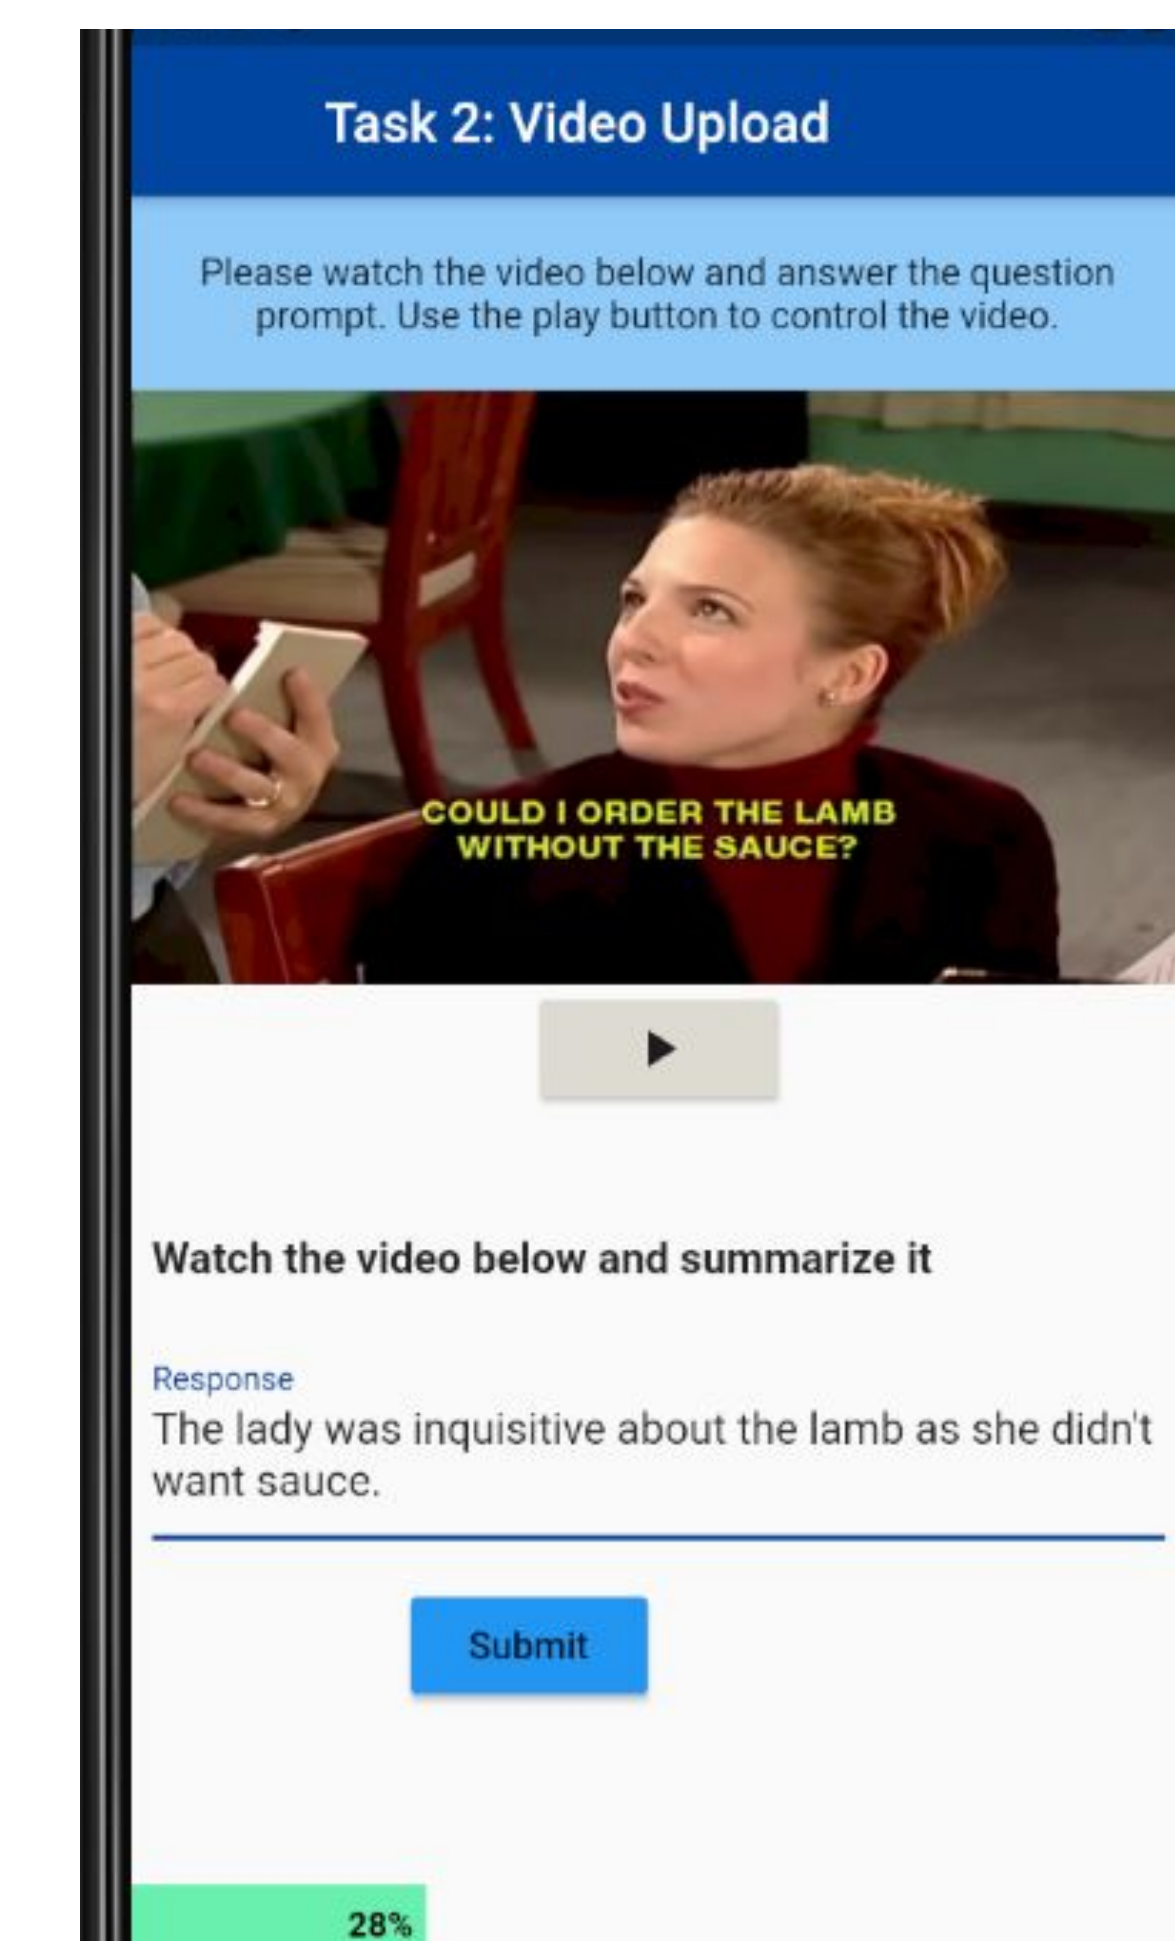 Task 2: Video Upload
Please watch the video below and answer the question
prompt. Use the play button to control the video.
COULD I ORDER THE LAMB
WITHOUT THE SAUCE?
Watch the video below and summarize it
Response
The lady was inquisitive about the lamb as she didn't
want sauce.
Submit
28%